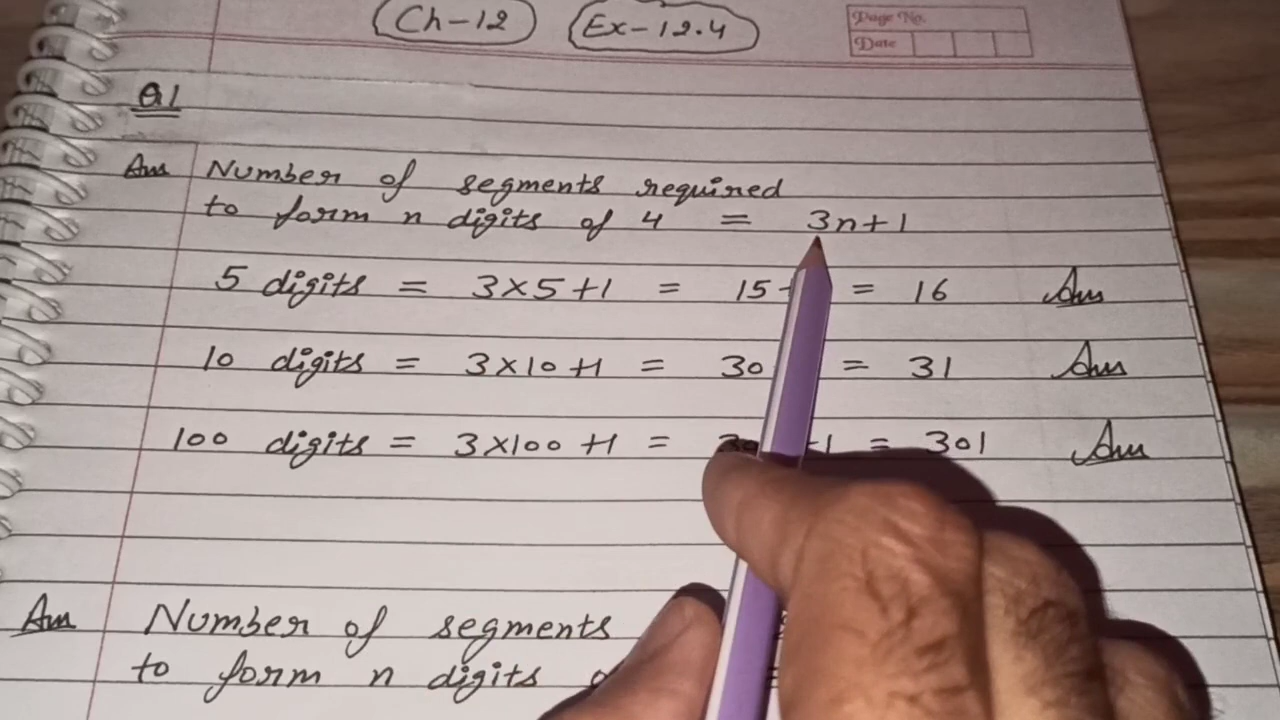 Ch-12 Ex-12.4
Page No.
Date
Q1
Ans Number of segments required
to form n digits of 4 = 3n+1
5 digits = 3×5+1 = 15 = 16 Ans
10 digits = 3×10+1 = 30 = 31 Ans
100 digits = 3×100+1 = +1 = 301 Ans
Ans Number of segments
to form n digits